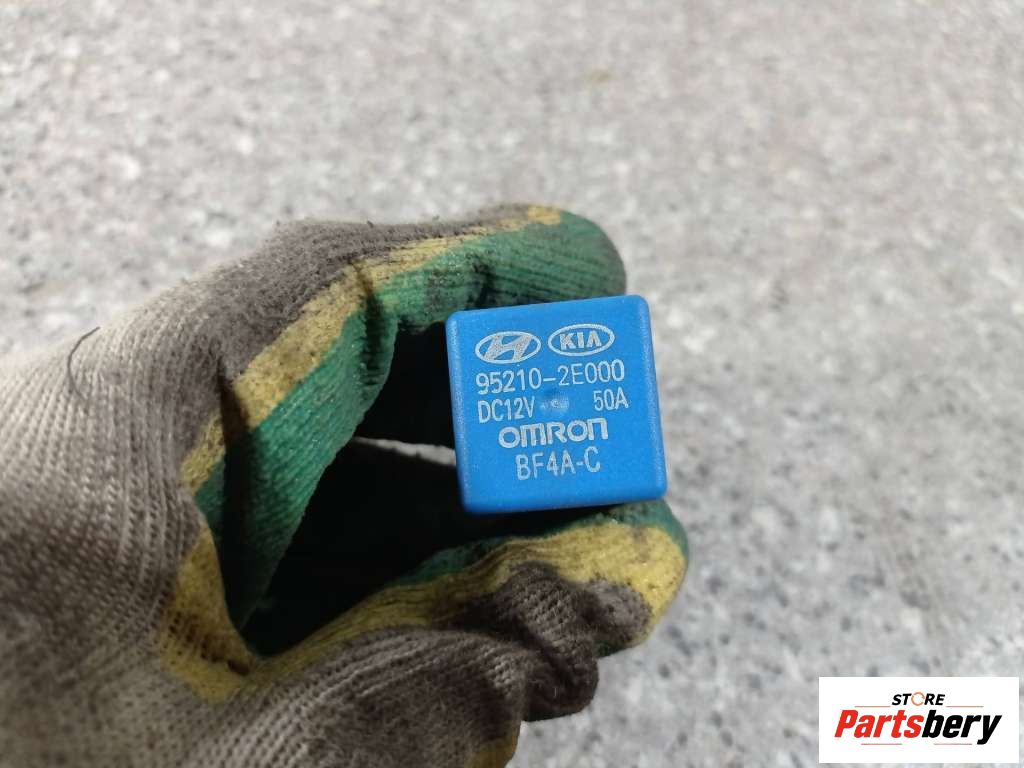 KIA
95210-2E000
DC12V 50A
OMRON
BF4A-C
STORE
Partsbery